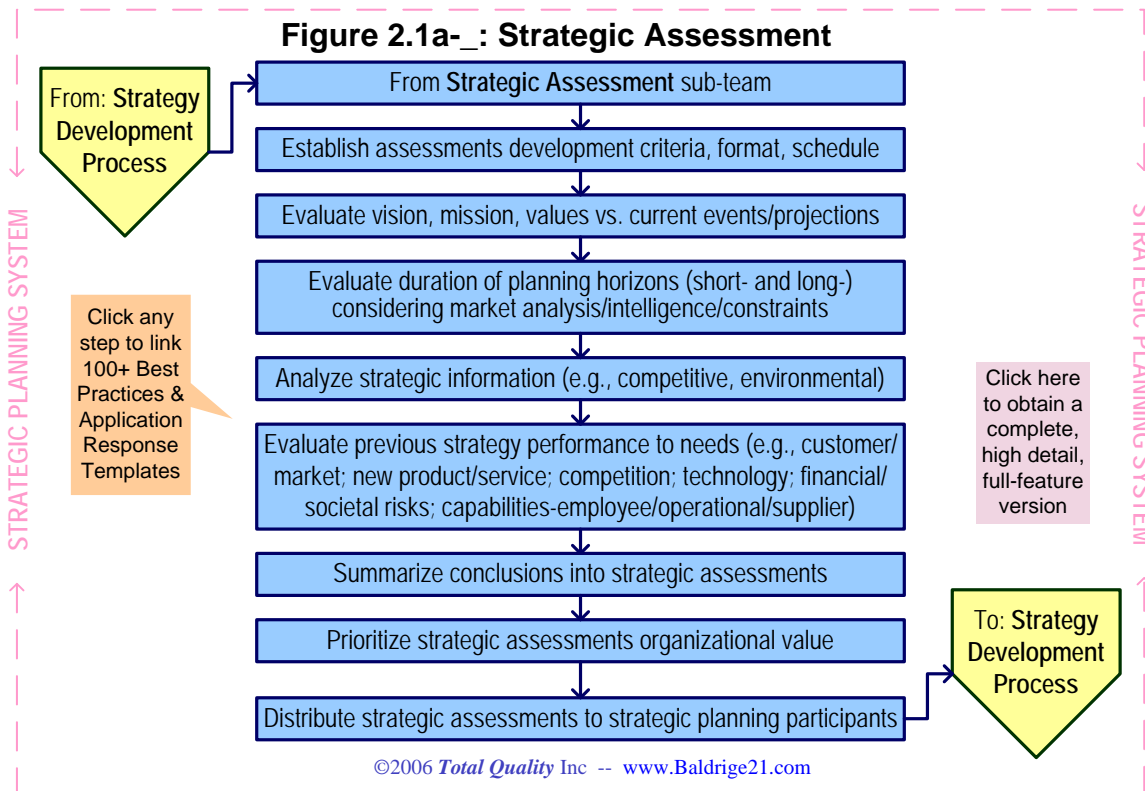 Figure 2.1a-_: Strategic Assessment
From: Strategy
Development
Process
From Strategic Assessment sub-team
Establish assessments development criteria, format, schedule
Evaluate vision, mission, values vs. current events/projections
Evaluate duration of planning horizons (short- and long-)
considering market analysis/intelligence/constraints
Analyze strategic information (e.g., competitive, environmental)
Evaluate previous strategy performance to needs (e.g., customer/
market; new product/service; competition; technology; financial/
societal risks; capabilities-employee/operational/supplier)
Summarize conclusions into strategic assessments
Prioritize strategic assessments organizational value
Distribute strategic assessments to strategic planning participants
To: Strategy
Development
Process
Click any
step to link
100+ Best
Practices &
Application
Response
Templates
Click here
to obtain a
complete,
high detail,
full-feature
version
STRATEGIC PLANNING SYSTEM
STRATEGIC PLANNING SYSTEM
©2006 Total Quality Inc -- www.Baldrige21.com